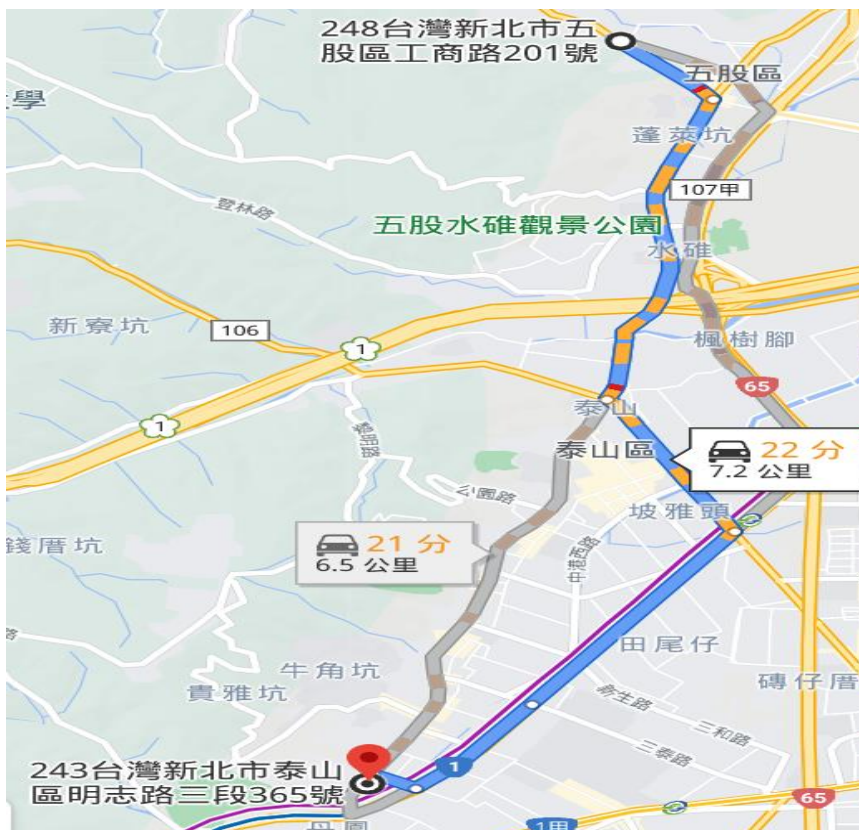 248台灣新北市五
股區工商路201號
五股區
大學
蓬萊坑
107甲
登林路
五股水碓觀景公園
水碓
新寮坑
106
1
楓樹腳
1
65
泰山
黎明路
泰山區
22 分
7.2 公里
公園路
坡雅頭
21 分
6.5 公里
錢厝坑
中港西路
路
田尾仔
牛角坑
貴雅坑
磚仔厝
新生路
三和路
三泰路
243台灣新北市泰山
區明志路三段365號
1
65
1甲